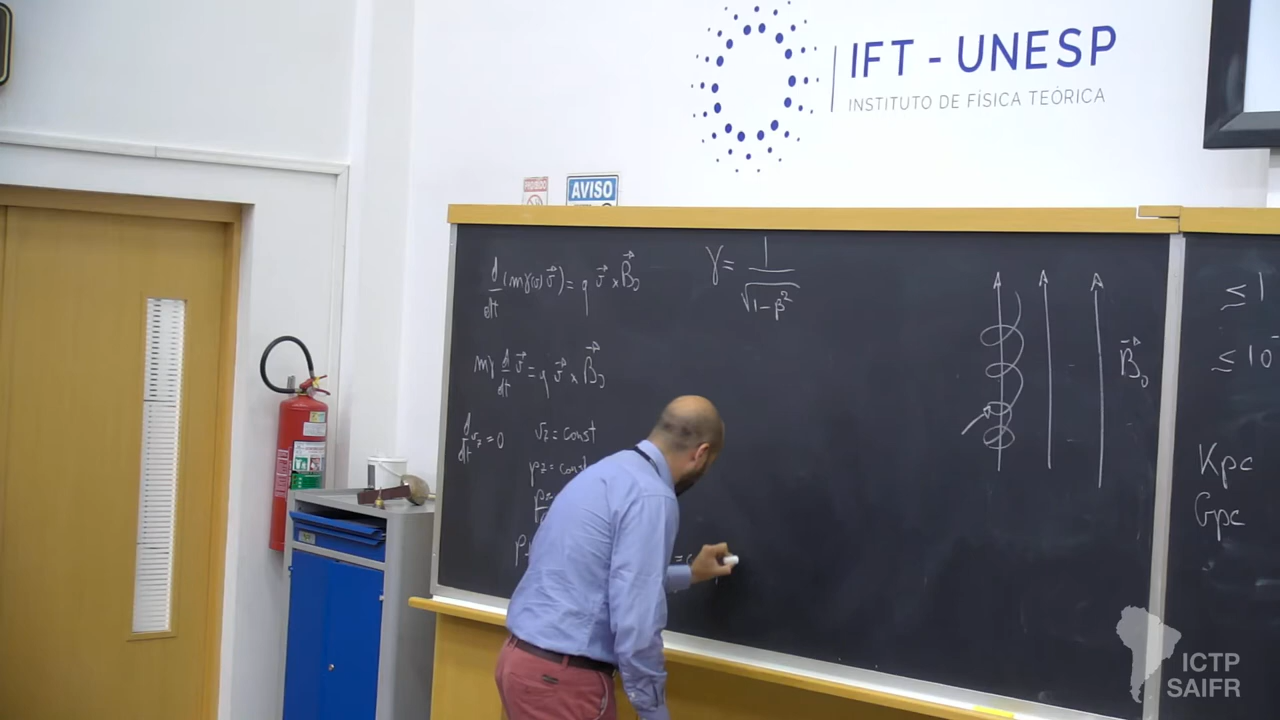 IFT - UNESP
INSTITUTO DE FÍSICA TEÓRICA
PROIBIDO
AVISO
d/dt (mγ(v) v⃗) = q v⃗ × B⃗₀
γ = 1/√(1-β²)
mγ d/dt v⃗ = q v⃗ × B⃗₀
d/dt v_z = 0
v_z = const
p_z = const
B⃗₀
≤ 1
≤ 10
Kpc
Gpc
ICTP
SAIFR